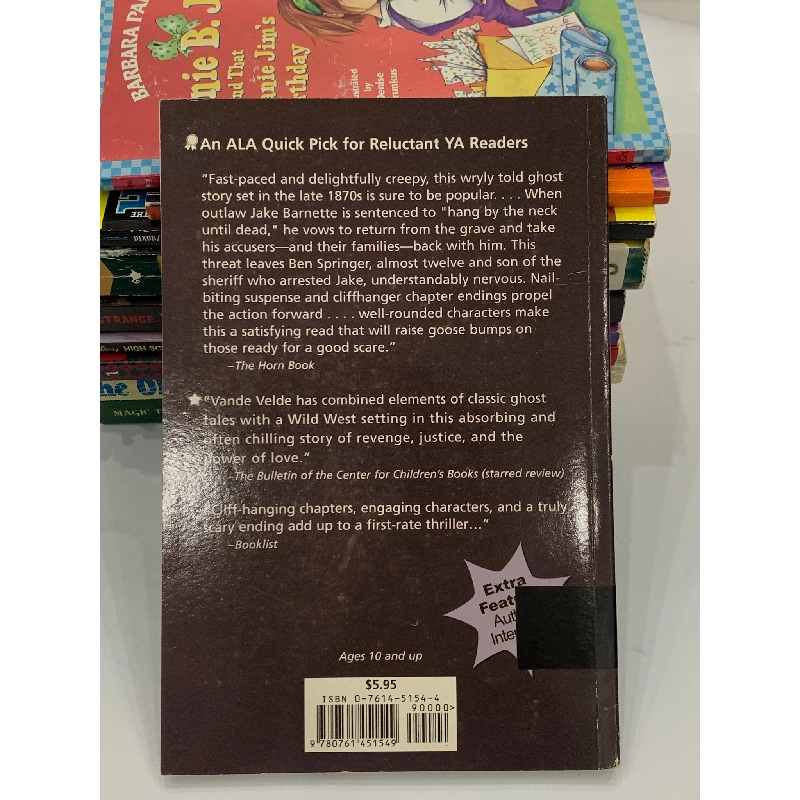 BARBARA PA
nie B. J
nd That
nie Jim's
rthday
strated
by
Denise
runkus
THE
DIXON
STRANGE
HIGH SC
1
he O
MAGIC T
An ALA Quick Pick for Reluctant YA Readers
"Fast-paced and delightfully creepy, this wryly told ghost
story set in the late 1870s is sure to be popular. . . . When
outlaw Jake Barnette is sentenced to "hang by the neck
until dead," he vows to return from the grave and take
his accusers—and their families—back with him. This
threat leaves Ben Springer, almost twelve and son of the
sheriff who arrested Jake, understandably nervous. Nail-
biting suspense and cliffhanger chapter endings propel
the action forward . . . . well-rounded characters make
this a satisfying read that will raise goose bumps on
those ready for a good scare."
–The Horn Book
"Vande Velde has combined elements of classic ghost
tales with a Wild West setting in this absorbing and
often chilling story of revenge, justice, and the
power of love."
–The Bulletin of the Center for Children's Books (starred review)
"Cliff-hanging chapters, engaging characters, and a truly
scary ending add up to a first-rate thriller..."
–Booklist
Extra
Feat
Aut
Inte
Ages 10 and up
$5.95
ISBN 0-7614-5154-4
90000>
9 780761 451549